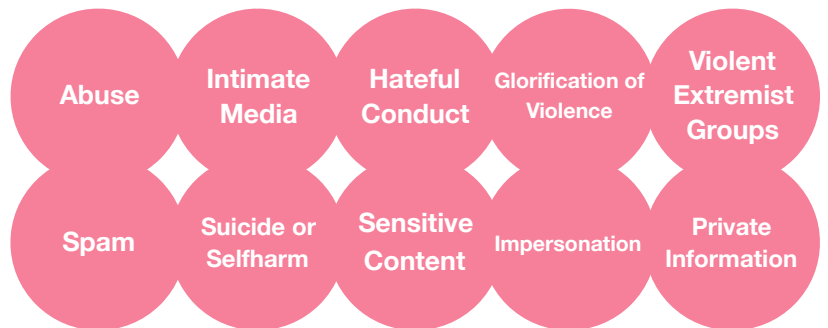 Abuse
Intimate
Media
Hateful
Conduct
Glorification of
Violence
Violent
Extremist
Groups
Spam
Suicide or
Selfharm
Sensitive
Content
Impersonation
Private
Information